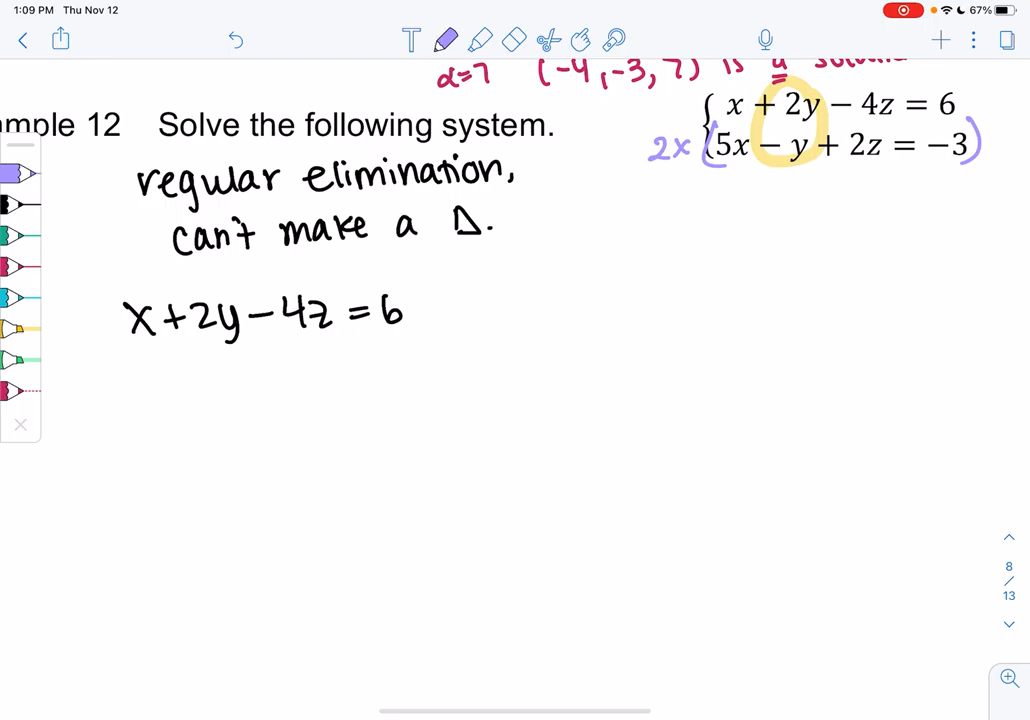 1:09 PM Thu Nov 12
67%
T
α=7 (-4, -3, 7) is a
ample 12 Solve the following system.
x + 2y − 4z = 6
2x (5x − y + 2z = −3)
regular elimination,
can't make a Δ.
x + 2y − 4z = 6
8
/
13